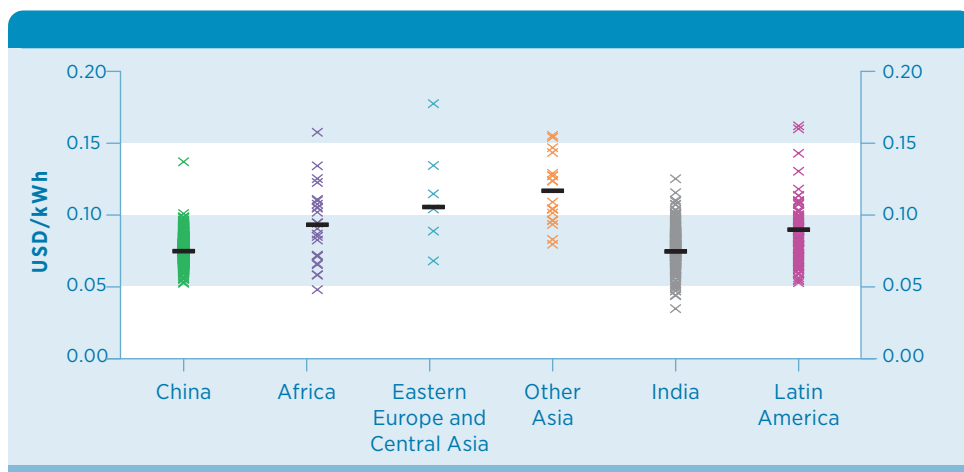 USD/kWh
0.20
0.15
0.10
0.05
0.00
0.20
0.15
0.10
0.05
0.00
China
Africa
Eastern
Europe and
Central Asia
Other
Asia
India
Latin
America